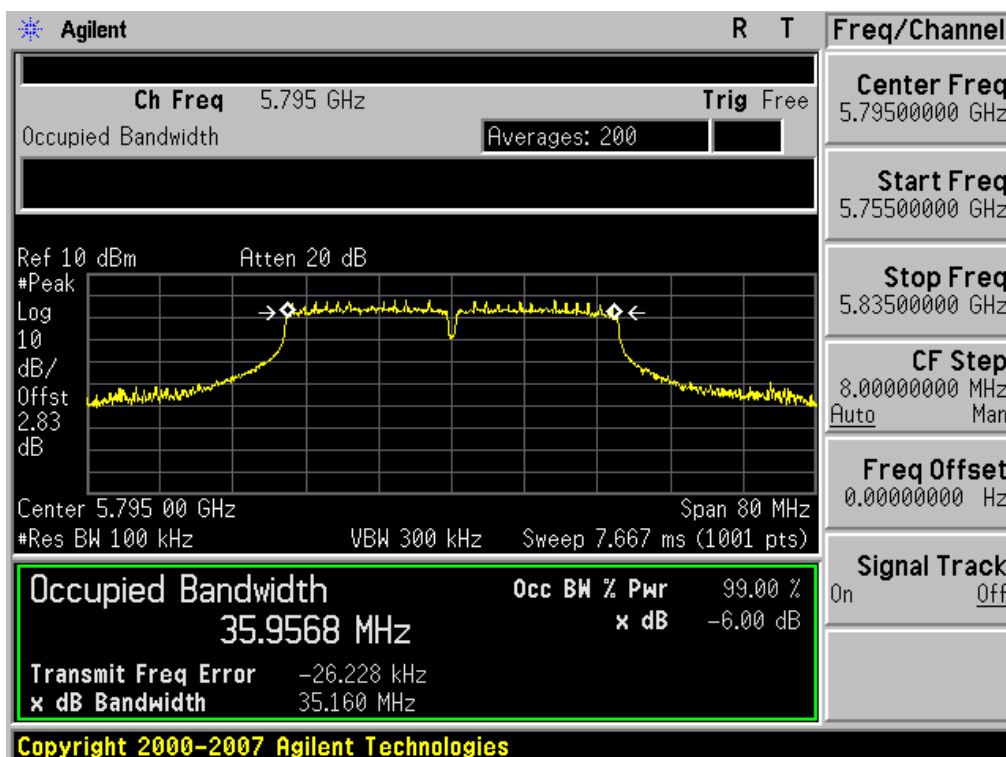 Agilent R T
Freq/Channel
Ch Freq 5.795 GHz Trig Free
Occupied Bandwidth Averages: 200
Ref 10 dBm Atten 20 dB
#Peak
Log
10
dB/
Offst
2.83
dB
Center 5.795 00 GHz Span 80 MHz
#Res BW 100 kHz VBW 300 kHz Sweep 7.667 ms (1001 pts)
Occupied Bandwidth Occ BW % Pwr 99.00 %
35.9568 MHz x dB -6.00 dB
Transmit Freq Error -26.228 kHz
x dB Bandwidth 35.160 MHz
Copyright 2000-2007 Agilent Technologies
Center Freq
5.79500000 GHz
Start Freq
5.75500000 GHz
Stop Freq
5.83500000 GHz
CF Step
8.00000000 MHz
Auto Man
Freq Offset
0.00000000 Hz
Signal Track
On Off